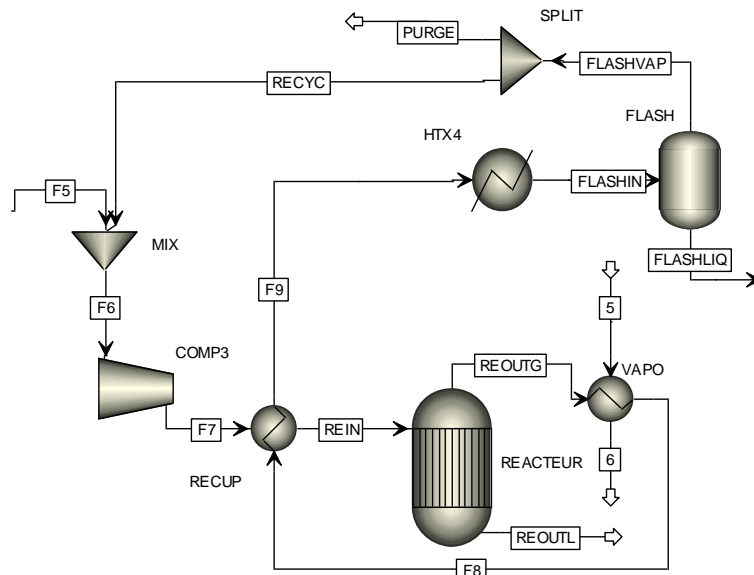 SPLIT
PURGE
FLASHVAP
RECYC
FLASH
HTX4
F5
FLASHIN
MIX
FLASHLIQ
F9
F6
5
COMP3
REOUTG
VAPO
F7
REIN
6
REACTEUR
RECUP
REOUTL
F8